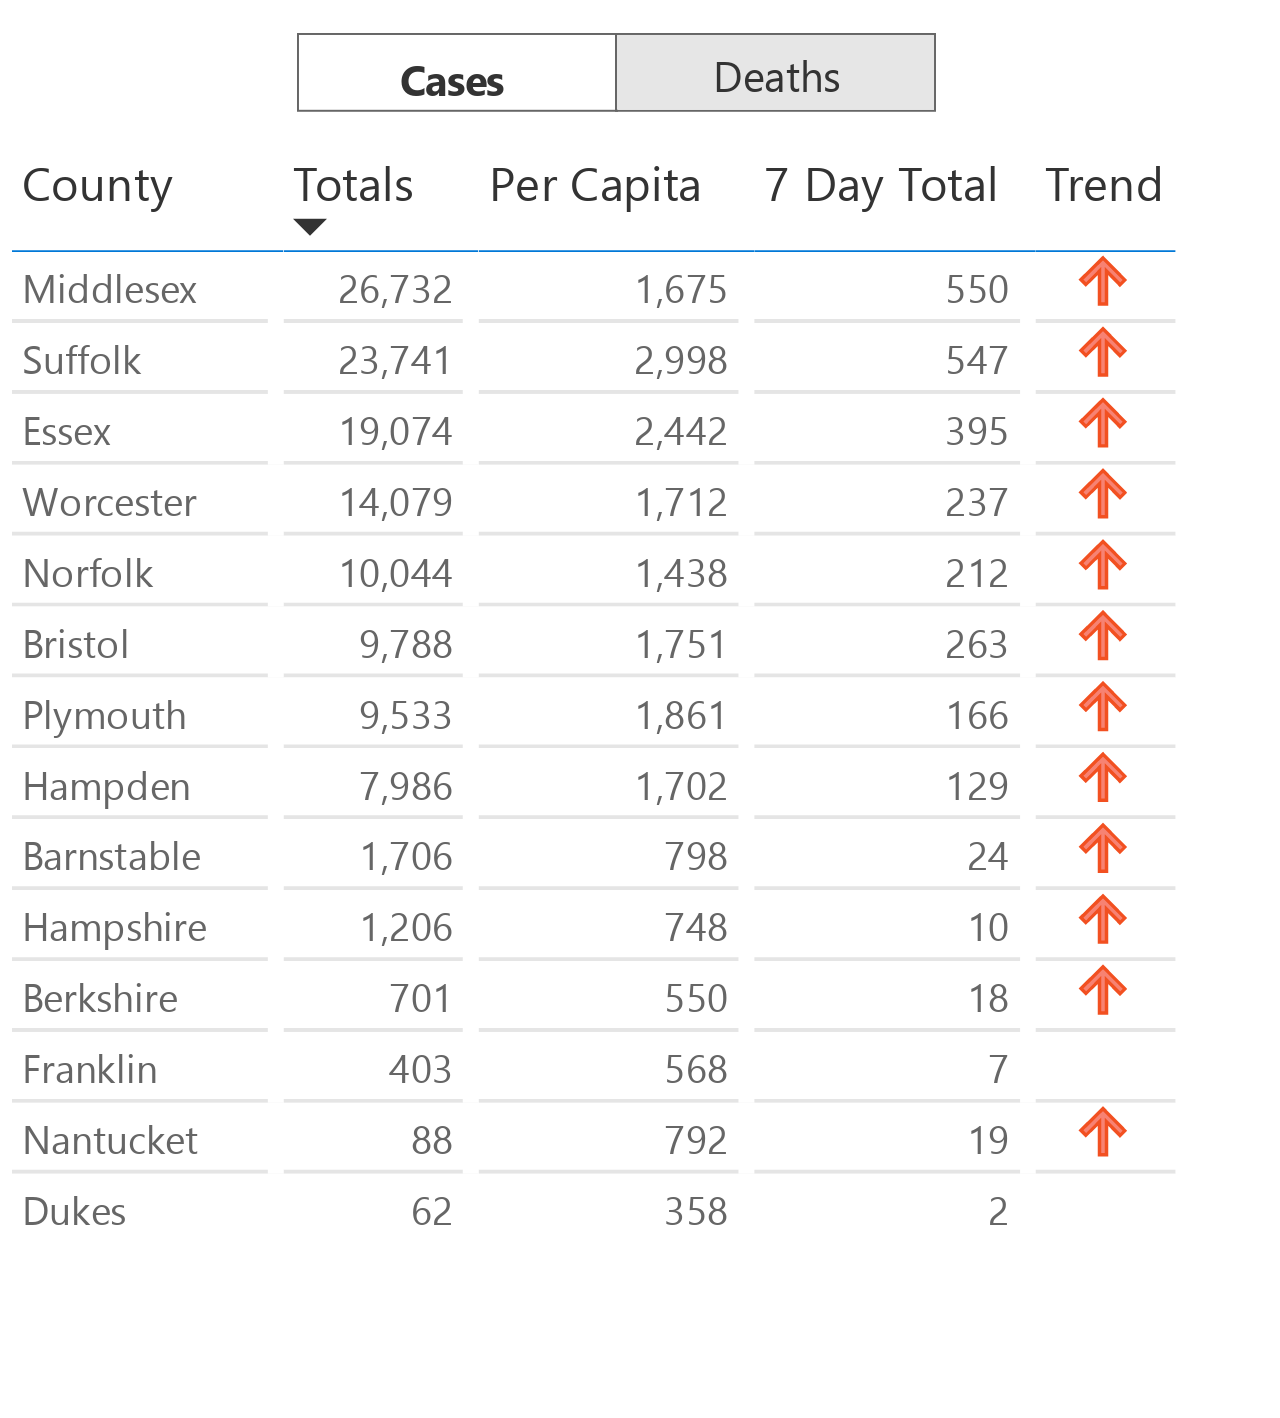 Cases Deaths
County Totals Per Capita 7 Day Total Trend
Middlesex 26,732 1,675 550
Suffolk 23,741 2,998 547
Essex 19,074 2,442 395
Worcester 14,079 1,712 237
Norfolk 10,044 1,438 212
Bristol 9,788 1,751 263
Plymouth 9,533 1,861 166
Hampden 7,986 1,702 129
Barnstable 1,706 798 24
Hampshire 1,206 748 10
Berkshire 701 550 18
Franklin 403 568 7
Nantucket 88 792 19
Dukes 62 358 2